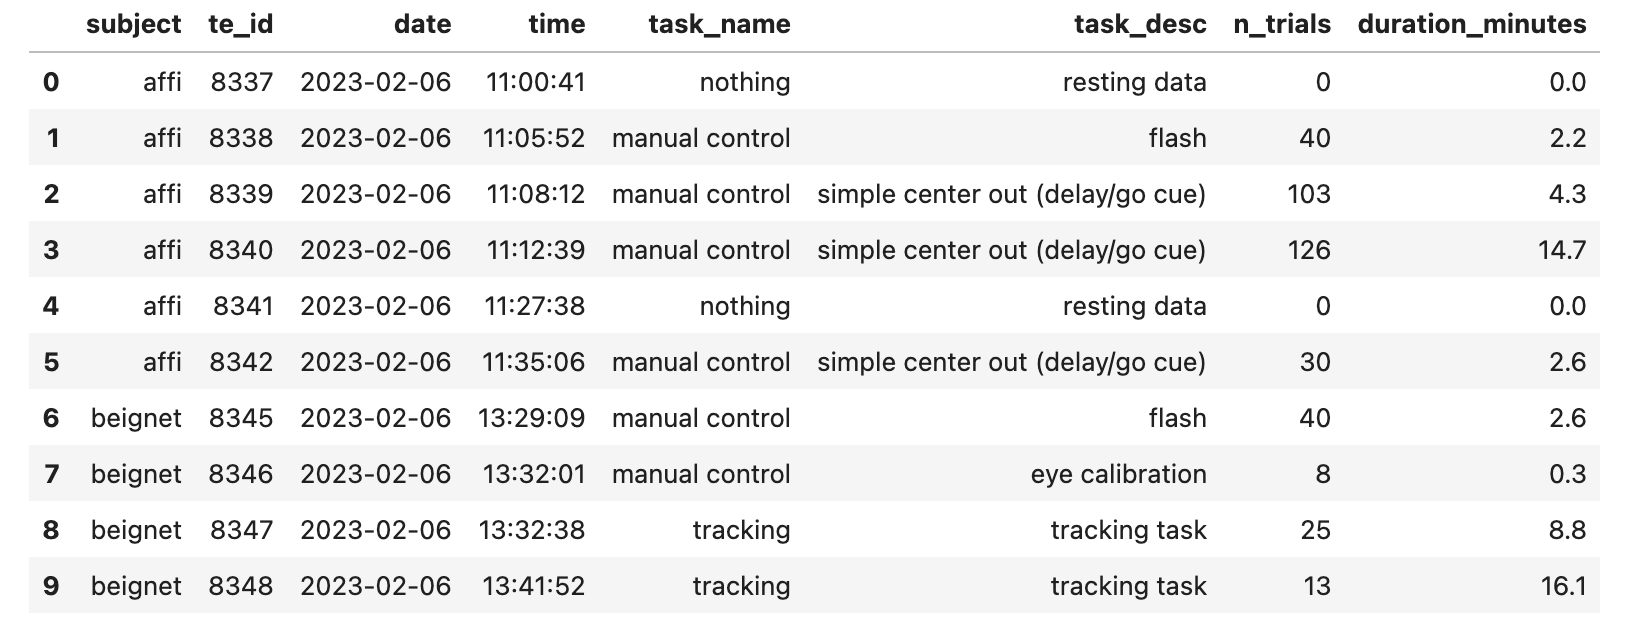 subject te_id date time task_name task_desc n_trials duration_minutes
0 affi 8337 2023-02-06 11:00:41 nothing resting data 0 0.0
1 affi 8338 2023-02-06 11:05:52 manual control flash 40 2.2
2 affi 8339 2023-02-06 11:08:12 manual control simple center out (delay/go cue) 103 4.3
3 affi 8340 2023-02-06 11:12:39 manual control simple center out (delay/go cue) 126 14.7
4 affi 8341 2023-02-06 11:27:38 nothing resting data 0 0.0
5 affi 8342 2023-02-06 11:35:06 manual control simple center out (delay/go cue) 30 2.6
6 beignet 8345 2023-02-06 13:29:09 manual control flash 40 2.6
7 beignet 8346 2023-02-06 13:32:01 manual control eye calibration 8 0.3
8 beignet 8347 2023-02-06 13:32:38 tracking tracking task 25 8.8
9 beignet 8348 2023-02-06 13:41:52 tracking tracking task 13 16.1